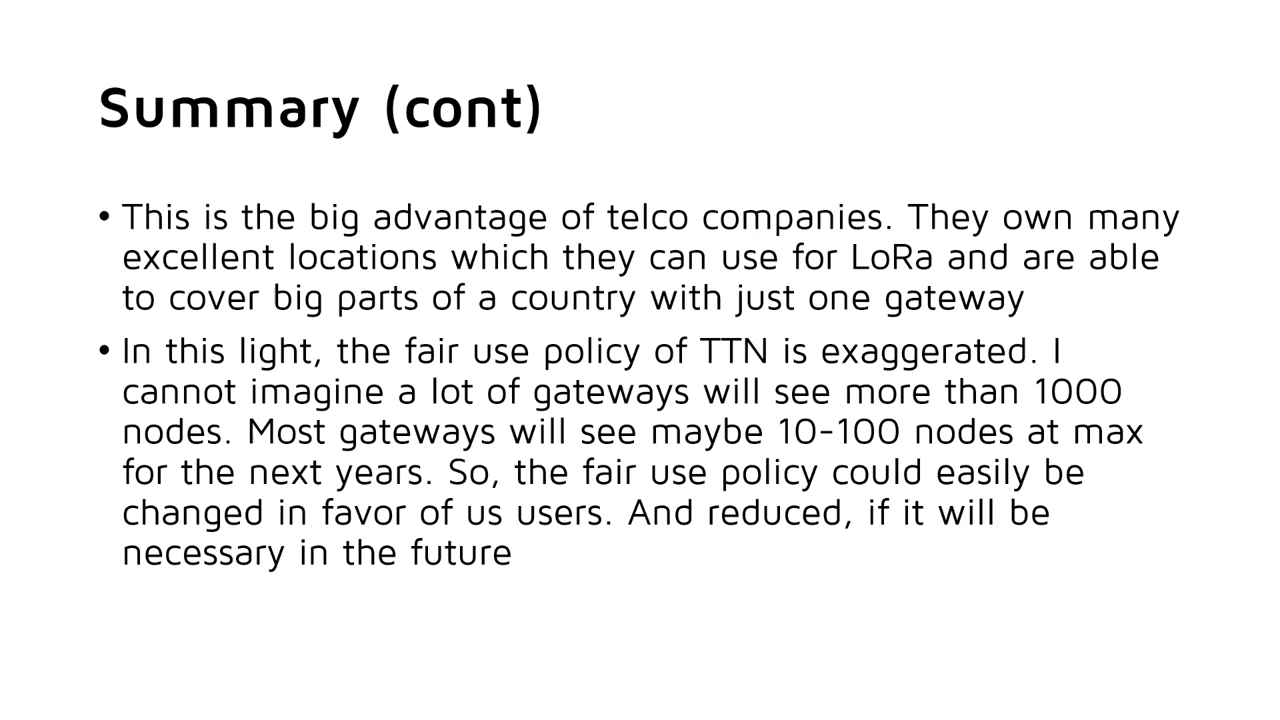 Summary (cont)
• This is the big advantage of telco companies. They own many
excellent locations which they can use for LoRa and are able
to cover big parts of a country with just one gateway
• In this light, the fair use policy of TTN is exaggerated. I
cannot imagine a lot of gateways will see more than 1000
nodes. Most gateways will see maybe 10-100 nodes at max
for the next years. So, the fair use policy could easily be
changed in favor of us users. And reduced, if it will be
necessary in the future